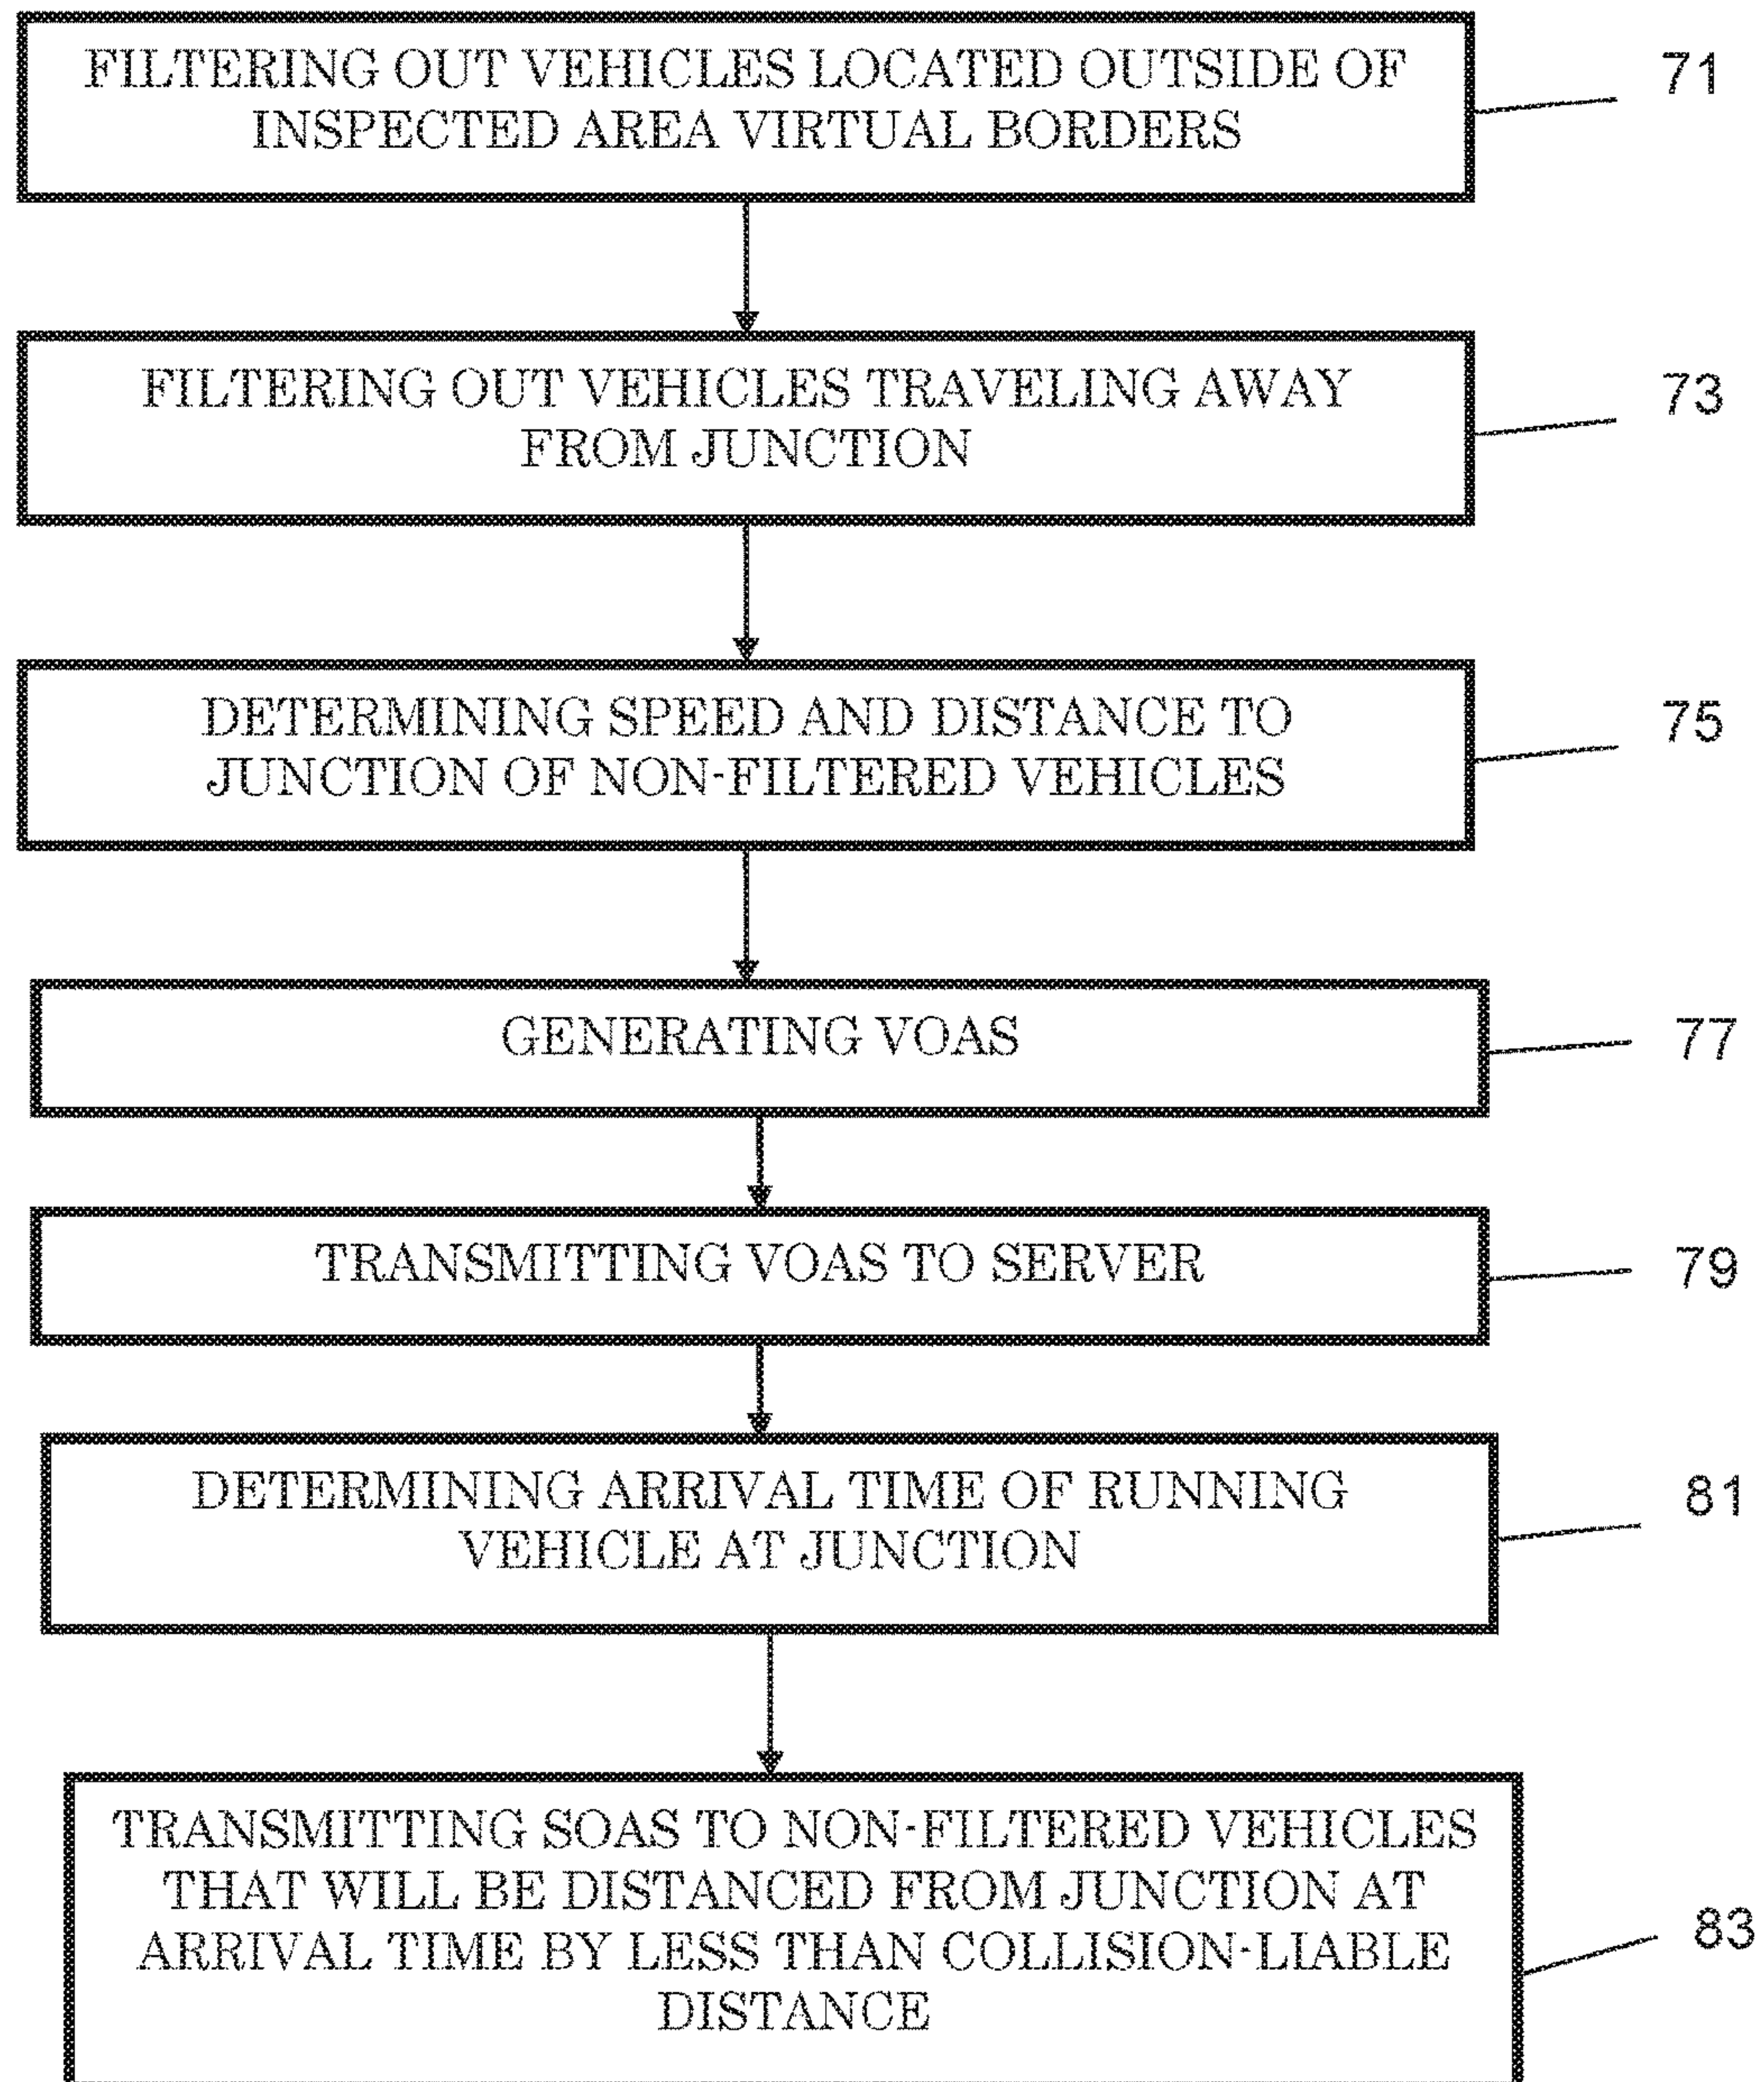 FILTERING OUT VEHICLES LOCATED OUTSIDE OF
INSPECTED AREA VIRTUAL BORDERS
71
FILTERING OUT VEHICLES TRAVELING AWAY
FROM JUNCTION
73
DETERMINING SPEED AND DISTANCE TO
JUNCTION OF NON-FILTERED VEHICLES
75
GENERATING VOAS
77
TRANSMITTING VOAS TO SERVER
79
DETERMINING ARRIVAL TIME OF RUNNING
VEHICLE AT JUNCTION
81
TRANSMITTING SOAS TO NON-FILTERED VEHICLES
THAT WILL BE DISTANCED FROM JUNCTION AT
ARRIVAL TIME BY LESS THAN COLLISION-LIABLE
DISTANCE
83